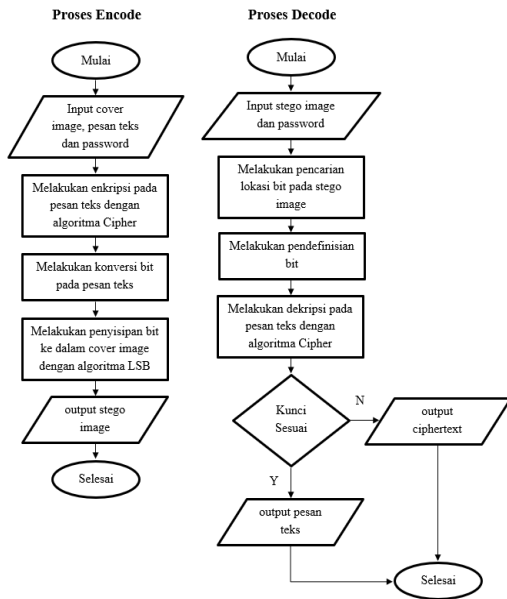 Proses Encode
Mulai
Input cover
image, pesan teks
dan password
Melakukan enkripsi pada
pesan teks dengan
algoritma Cipher
Melakukan konversi bit
pada pesan teks
Melakukan penyisipan bit
ke dalam cover image
dengan algoritma LSB
output stego
image
Selesai
Proses Decode
Mulai
Input stego image
dan password
Melakukan pencarian
lokasi bit pada stego
image
Melakukan pendefinisian
bit
Melakukan dekripsi pada
pesan teks dengan
algoritma Cipher
Kunci
Sesuai
N
output
ciphertext
Y
output pesan
teks
Selesai